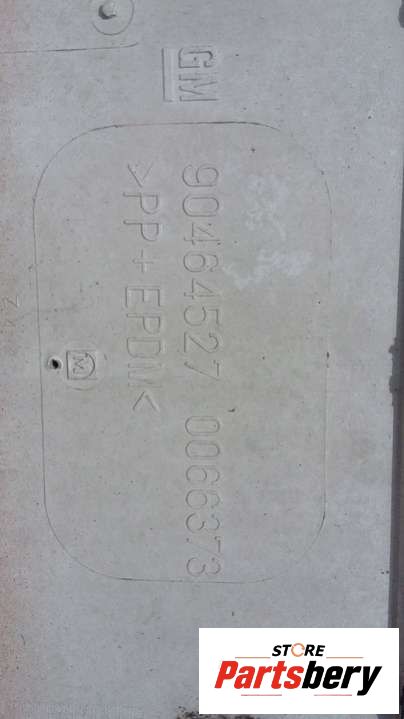 GM
90464527 0066373
>PP+EPDM<
M
STORE
Partsbery